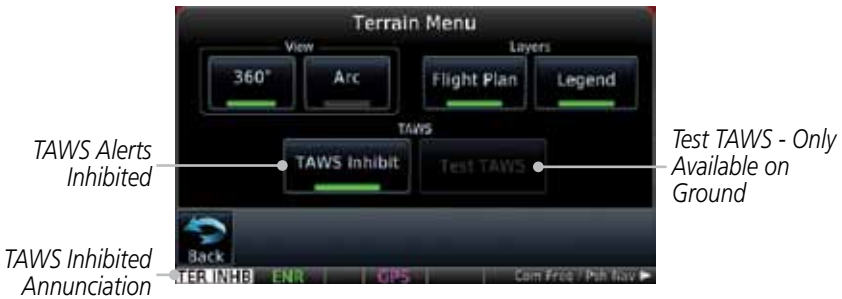 Terrain Menu
View
Layers
360°
Arc
Flight Plan
Legend
TAWS
TAWS Alerts
Inhibited
TAWS Inhibit
Test TAWS
Test TAWS - Only
Available on
Ground
Back
TAWS Inhibited
Annunciation
TER INHB
ENR
GPS
Com Freq / Psh Nav